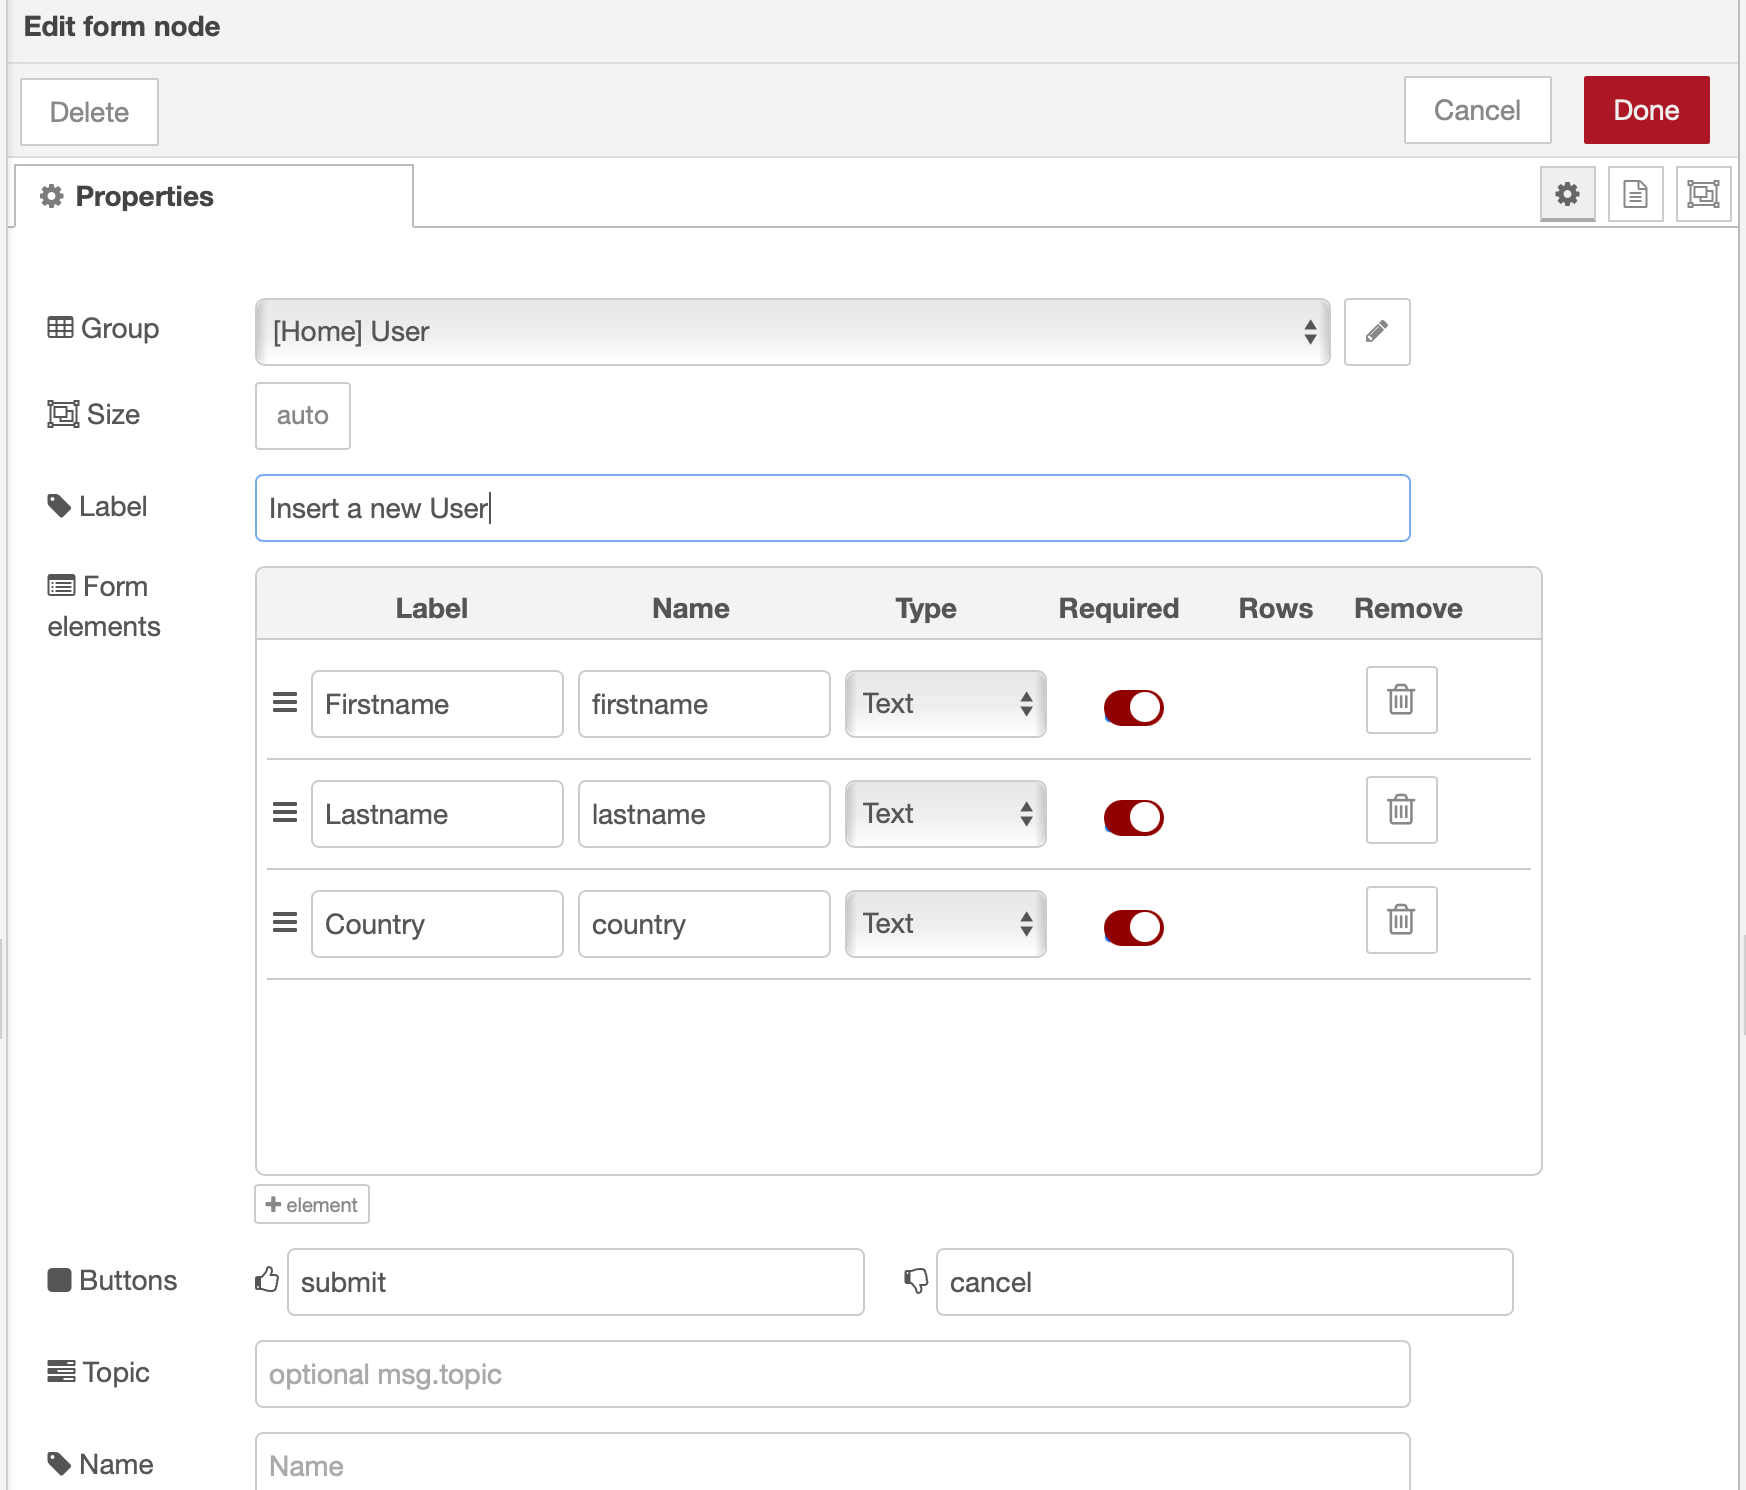 Edit form node
Delete
Cancel
Done
Properties
Group
[Home] User
Size
auto
Label
Insert a new User
Form
elements
Label Name Type Required Rows Remove
Firstname firstname Text
Lastname lastname Text
Country country Text
element
Buttons submit cancel
Topic optional msg.topic
Name Name